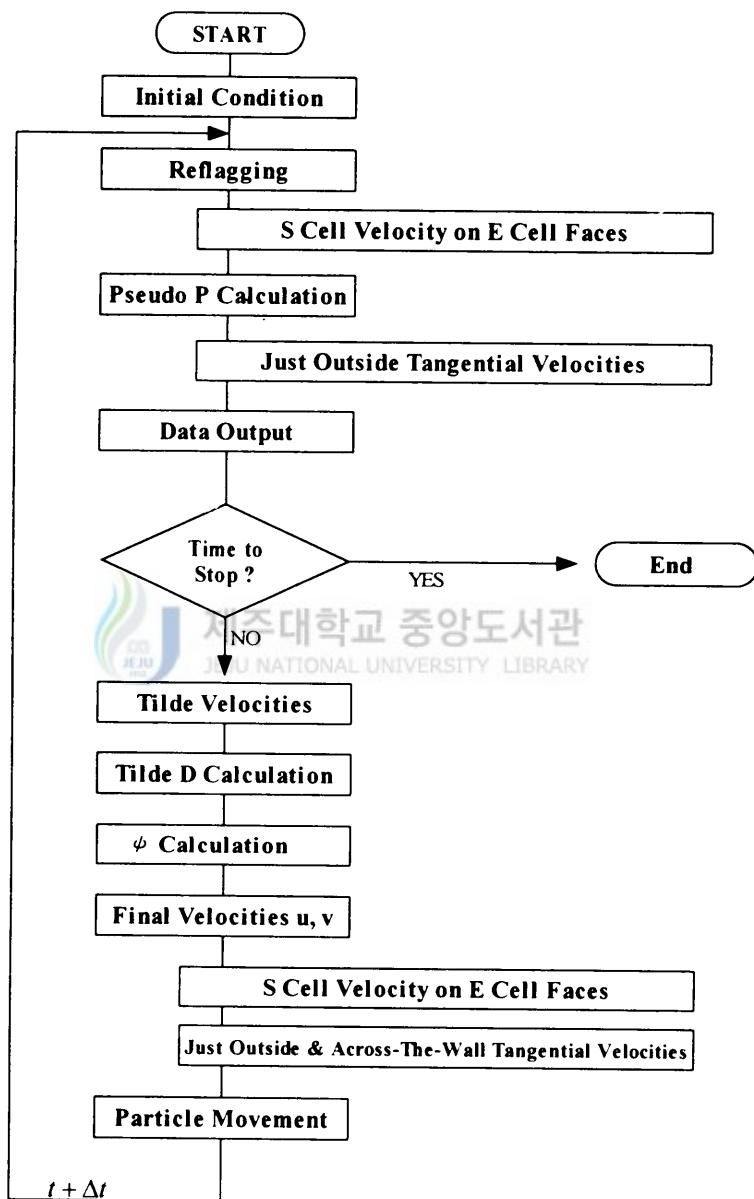 START
Initial Condition
Reflagging
S Cell Velocity on E Cell Faces
Pseudo P Calculation
Just Outside Tangential Velocities
Data Output
Time to
Stop?
YES
End
NO
제주대학교 중앙도서관
JEJU NATIONAL UNIVERSITY LIBRARY
JEJU
Tilde Velocities
Tilde D Calculation
ψ Calculation
Final Velocities u, v
S Cell Velocity on E Cell Faces
Just Outside & Across-The-Wall Tangential Velocities
Particle Movement
t + Δt